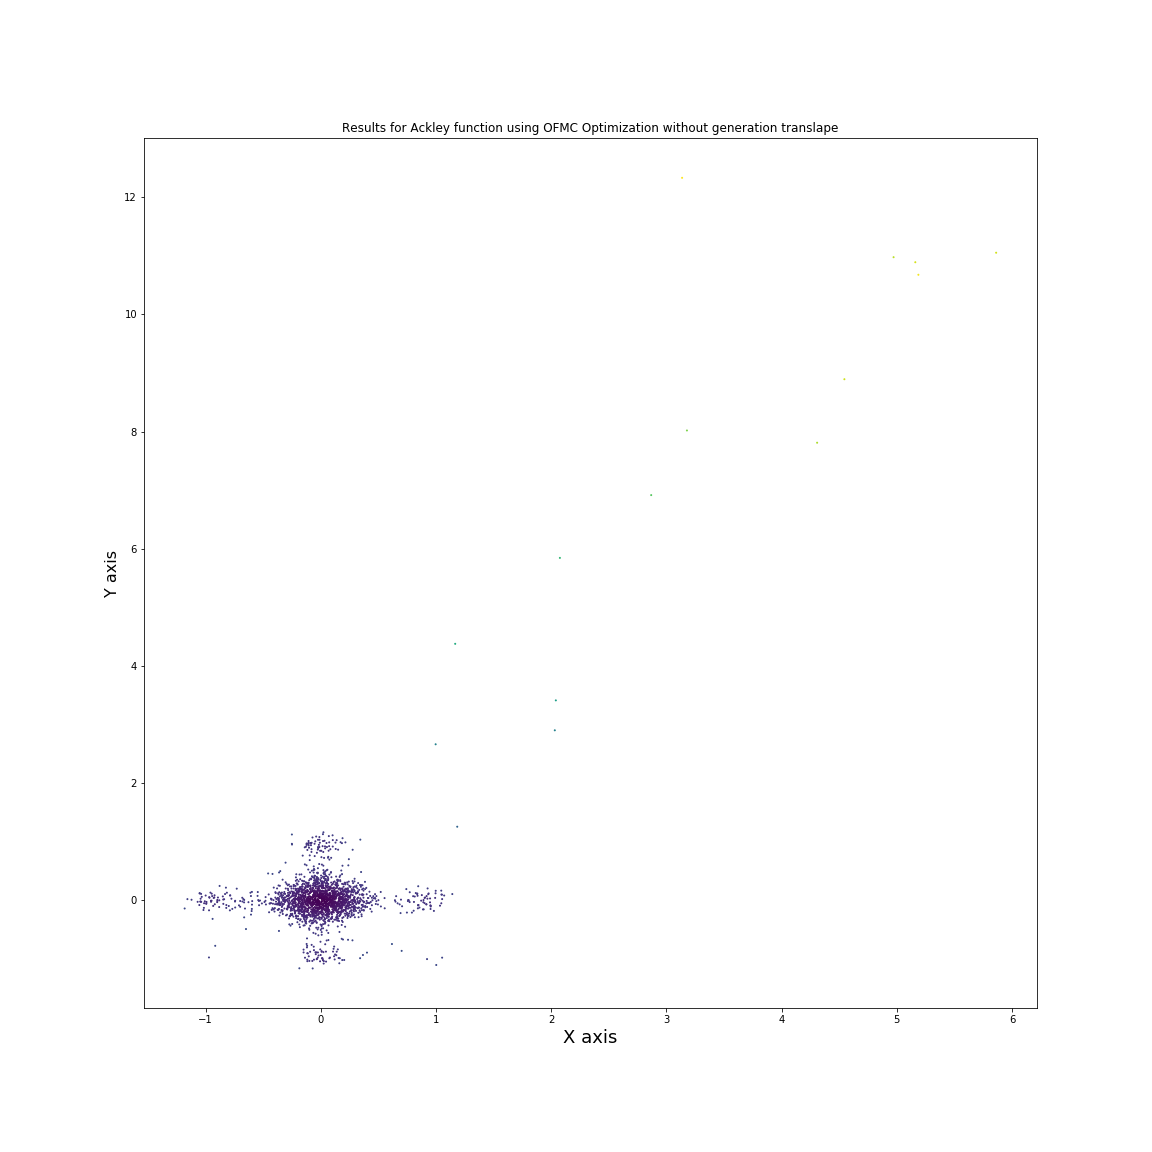 Results for Ackley function using OFMC Optimization without generation translape
12
10
8
6
4
2
0
Y axis
−1 0 1 2 3 4 5 6
X axis